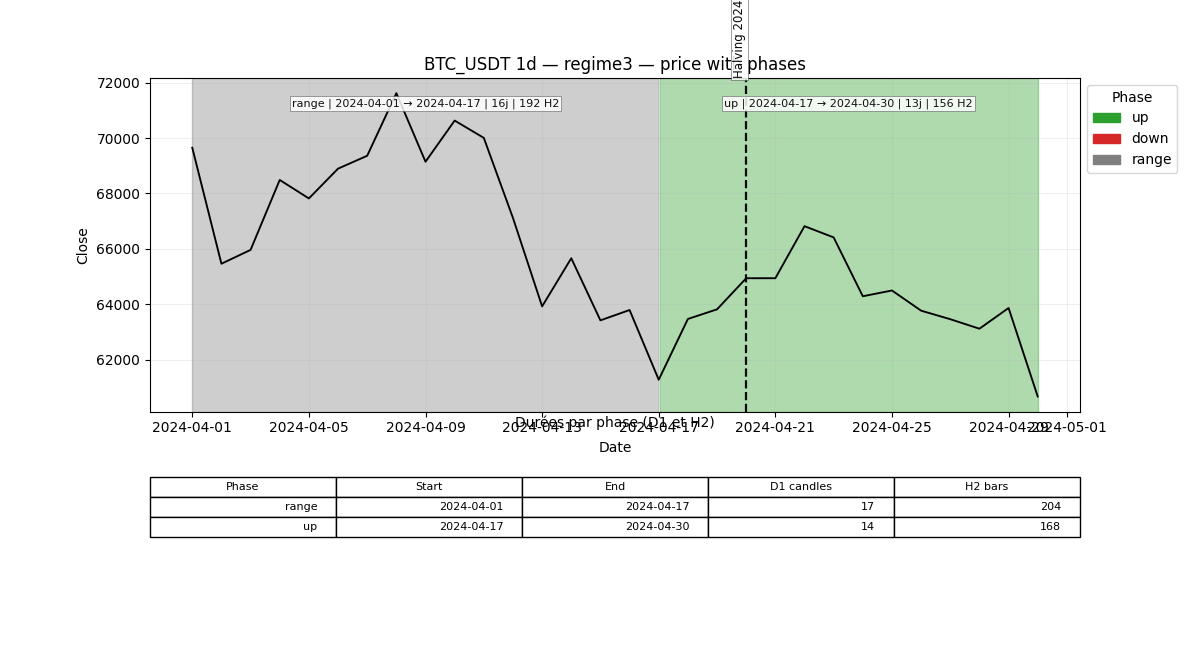 Halving 2024
BTC_USDT 1d — regime3 — price with phases
72000
70000
68000
66000
64000
62000
Close
range | 2024-04-01 → 2024-04-17 | 16j | 192 H2
up | 2024-04-17 → 2024-04-30 | 13j | 156 H2
Phase
up
down
range
2024-04-01 2024-04-05 2024-04-09 2024-04-13 2024-04-17 2024-04-21 2024-04-25 2024-04-29 2024-05-01
Durées par phase (D1 et H2)
Date
Phase Start End D1 candles H2 bars
range 2024-04-01 2024-04-17 17 204
up 2024-04-17 2024-04-30 14 168